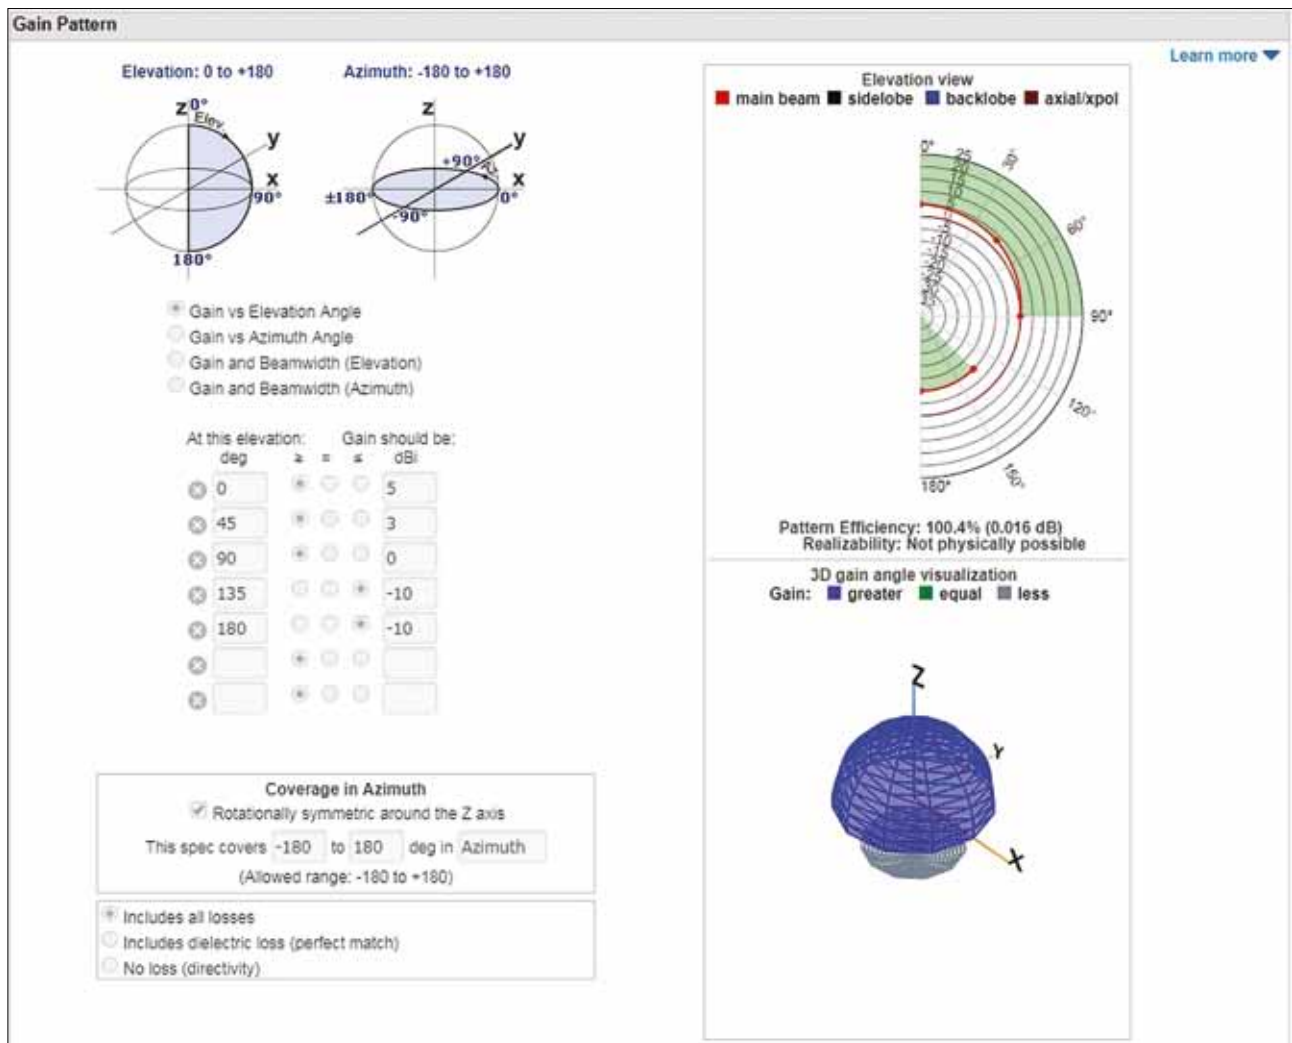 Gain Pattern
Learn more
Elevation: 0 to +180 Azimuth: -180 to +180
z 0°
Elev
y
x
90°
180°
z
y
+90° Az
x
±180° 0°
-90°
Gain vs Elevation Angle
Gain vs Azimuth Angle
Gain and Beamwidth (Elevation)
Gain and Beamwidth (Azimuth)
At this elevation: Gain should be:
deg ≥ = ≤ dBi
0 5
45 3
90 0
135 -10
180 -10
Coverage in Azimuth
Rotationally symmetric around the Z axis
This spec covers -180 to 180 deg in Azimuth
(Allowed range: -180 to +180)
Includes all losses
Includes dielectric loss (perfect match)
No loss (directivity)
Elevation view
main beam sidelobe backlobe axial/xpol
0° 25 30°
60°
90°
120°
150°
180°
Pattern Efficiency: 100.4% (0.016 dB)
Realizability: Not physically possible
3D gain angle visualization
Gain: greater equal less
Z
Y
X